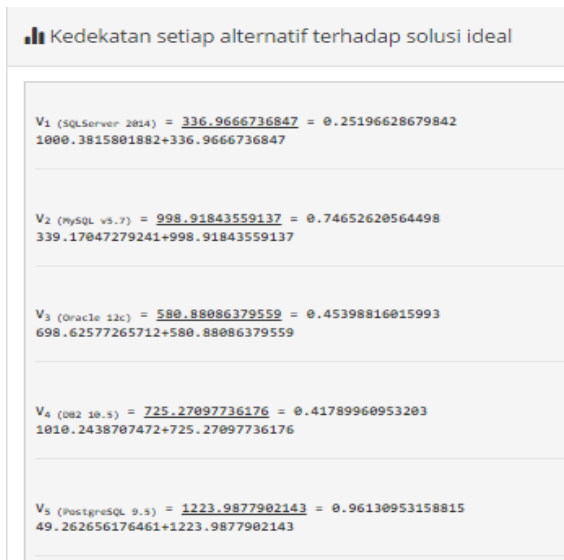 Kedekatan setiap alternatif terhadap solusi ideal
V1 (SQLServer 2014) = 336.9666736847 = 0.25196628679842
1000.3815801882+336.9666736847
V2 (MySQL v5.7) = 998.91843559137 = 0.74652620564498
339.17047279241+998.91843559137
V3 (Oracle 12c) = 580.88086379559 = 0.45398816015993
698.62577265712+580.88086379559
V4 (DB2 10.5) = 725.27097736176 = 0.41789960953203
1010.2438707472+725.27097736176
V5 (PostgreSQL 9.5) = 1223.9877902143 = 0.96130953158815
49.262656176461+1223.9877902143